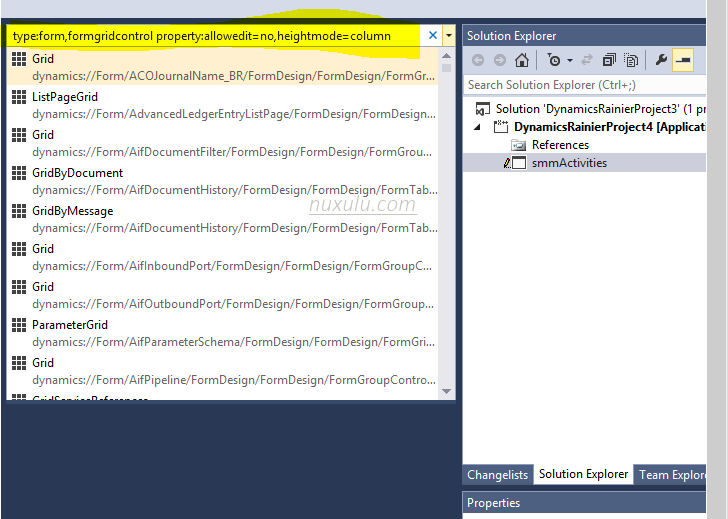 type:form,formgridcontrol property:allowedit=no,heightmode=column
Grid
dynamics://Form/ACOJournalName_BR/FormDesign/FormDesign/FormGr...
ListPageGrid
dynamics://Form/AdvancedLedgerEntryListPage/FormDesign/FormDesign...
Grid
dynamics://Form/AifDocumentFilter/FormDesign/FormDesign/FormGrou...
GridByDocument
dynamics://Form/AifDocumentHistory/FormDesign/FormDesign/FormTab...
GridByMessage
dynamics://Form/AifDocumentHistory/FormDesign/FormDesign/FormTab...
Grid
dynamics://Form/AifInboundPort/FormDesign/FormDesign/FormGroupC...
Grid
dynamics://Form/AifOutboundPort/FormDesign/FormDesign/FormGroup...
ParameterGrid
dynamics://Form/AifParameterSchema/FormDesign/FormDesign/FormGri...
Grid
dynamics://Form/AifPipeline/FormDesign/FormDesign/FormGroupContro...
GridServiceReferences
nuxulu.com
Solution Explorer
Search Solution Explorer (Ctrl+;)
Solution 'DynamicsRainierProject3' (1 pr
DynamicsRainierProject4 [Applicati
References
smmActivities
Changelists Solution Explorer Team Explore
Properties